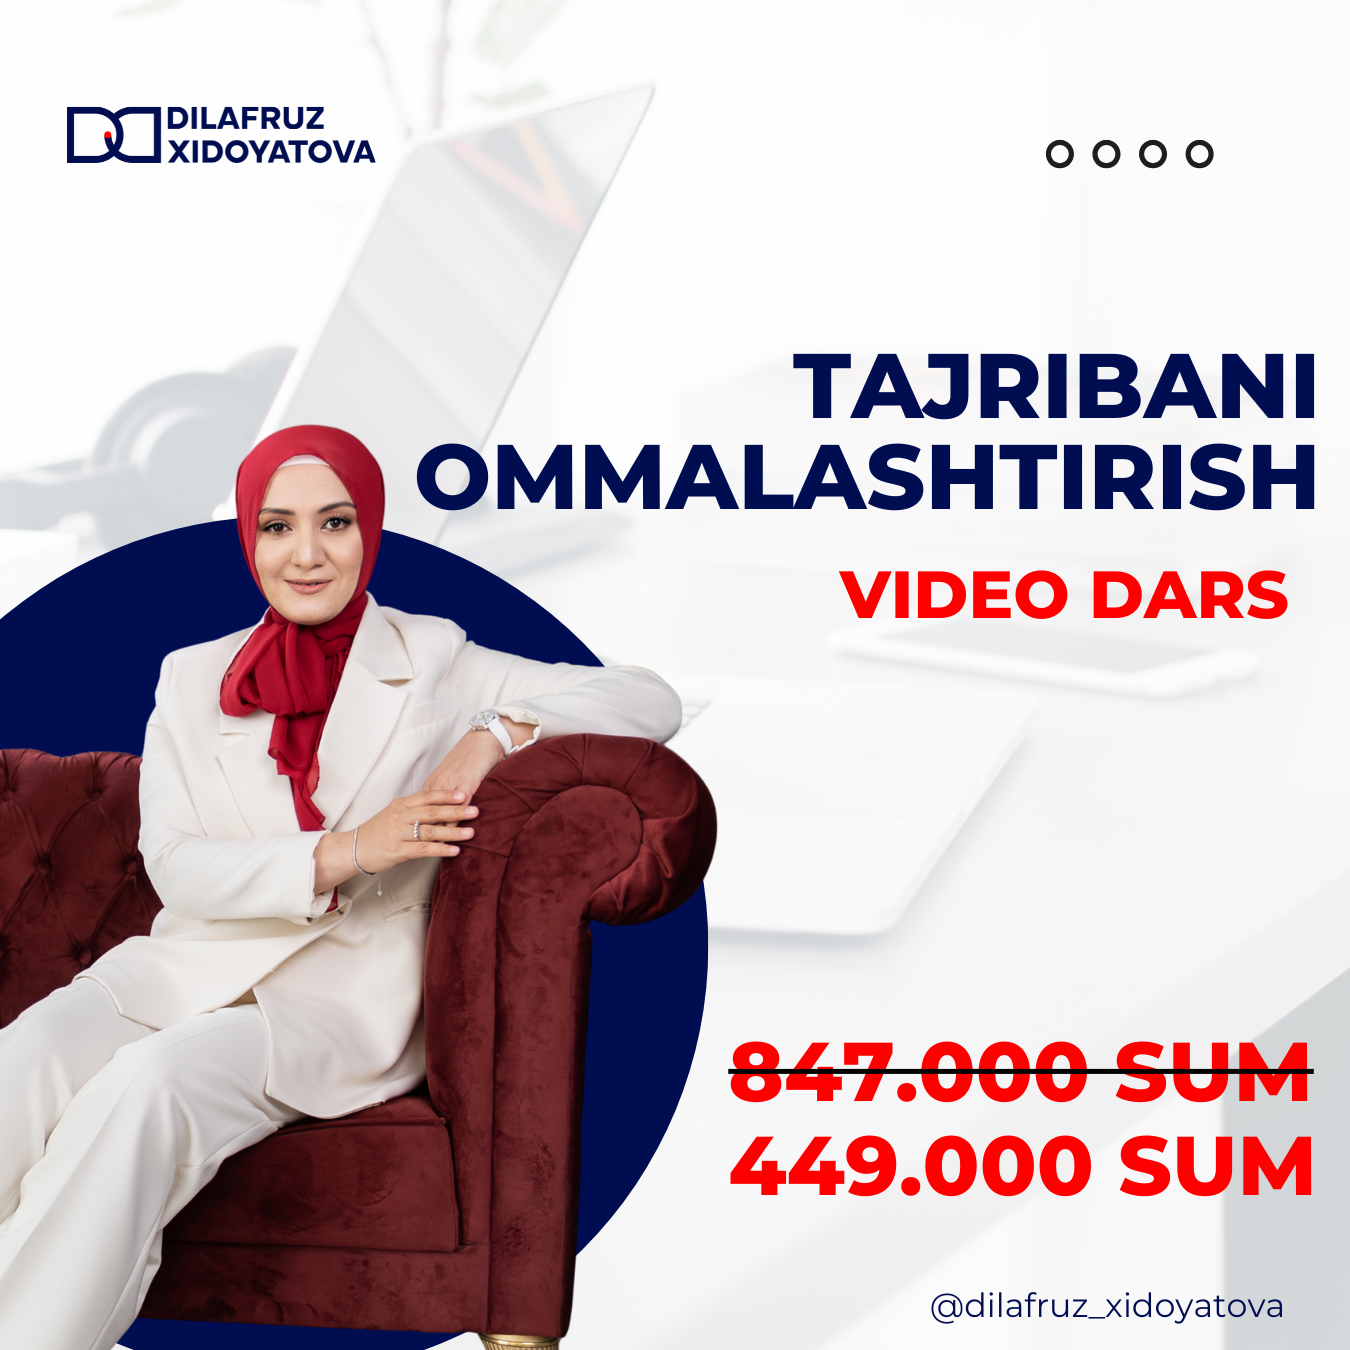 DILAFRUZ
XIDOYATOVA
TAJRIBANI
OMMALASHTIRISH
VIDEO DARS
847.000 SUM
449.000 SUM
@dilafruz_xidoyatova